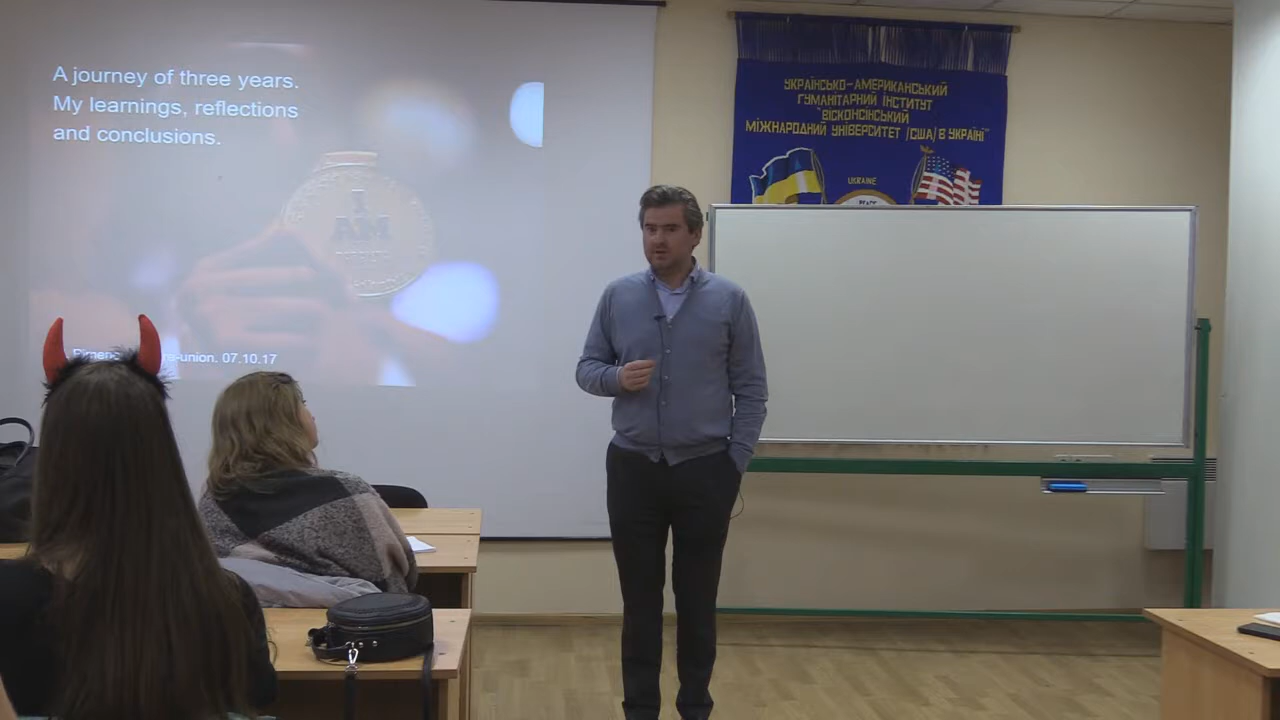 A journey of three years.
My learnings, reflections
and conclusions.
I
AM
-union. 07.10.17
УКРАЇНСЬКО-АМЕРИКАНСЬКИЙ
ГУМАНІТАРНИЙ ІНСТИТУТ
"ВІСКОНСІНСЬКИЙ
МІЖНАРОДНИЙ УНІВЕРСИТЕТ /США/ В УКРАЇНІ"
UKRAINE
PEACE